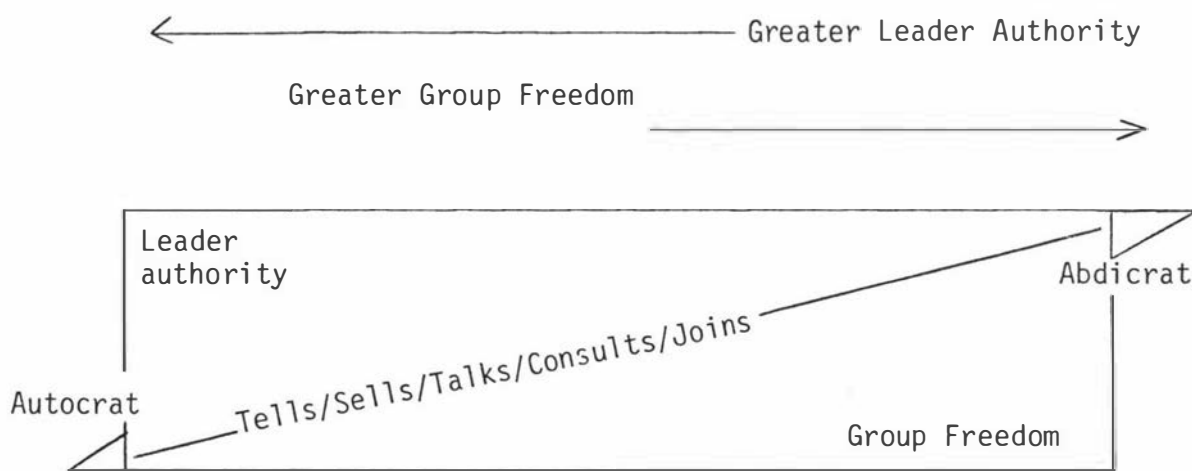 Greater Leader Authority
Greater Group Freedom
Leader
authority
Abdicrat
Tells/Sells/Talks/Consults/Joins
Autocrat
Group Freedom